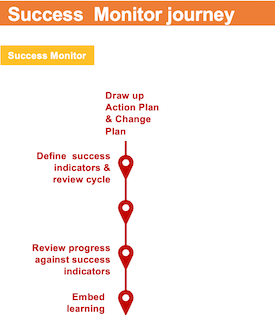 Success Monitor journey
Success Monitor
Draw up
Action Plan
& Change
Plan
Define success
indicators &
review cycle
Review progress
against success
indicators
Embed
learning